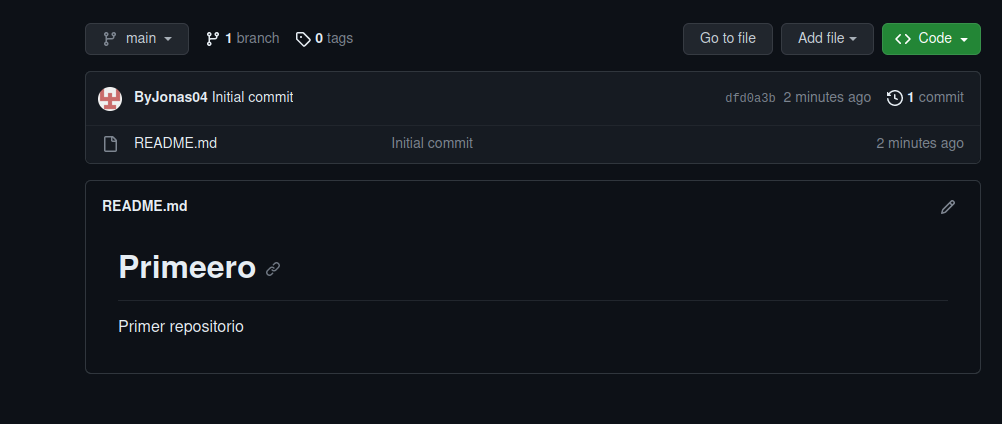 main 1 branch 0 tags Go to file Add file Code
ByJonas04 Initial commit dfd0a3b 2 minutes ago 1 commit
README.md Initial commit 2 minutes ago
README.md
Primeero
Primer repositorio